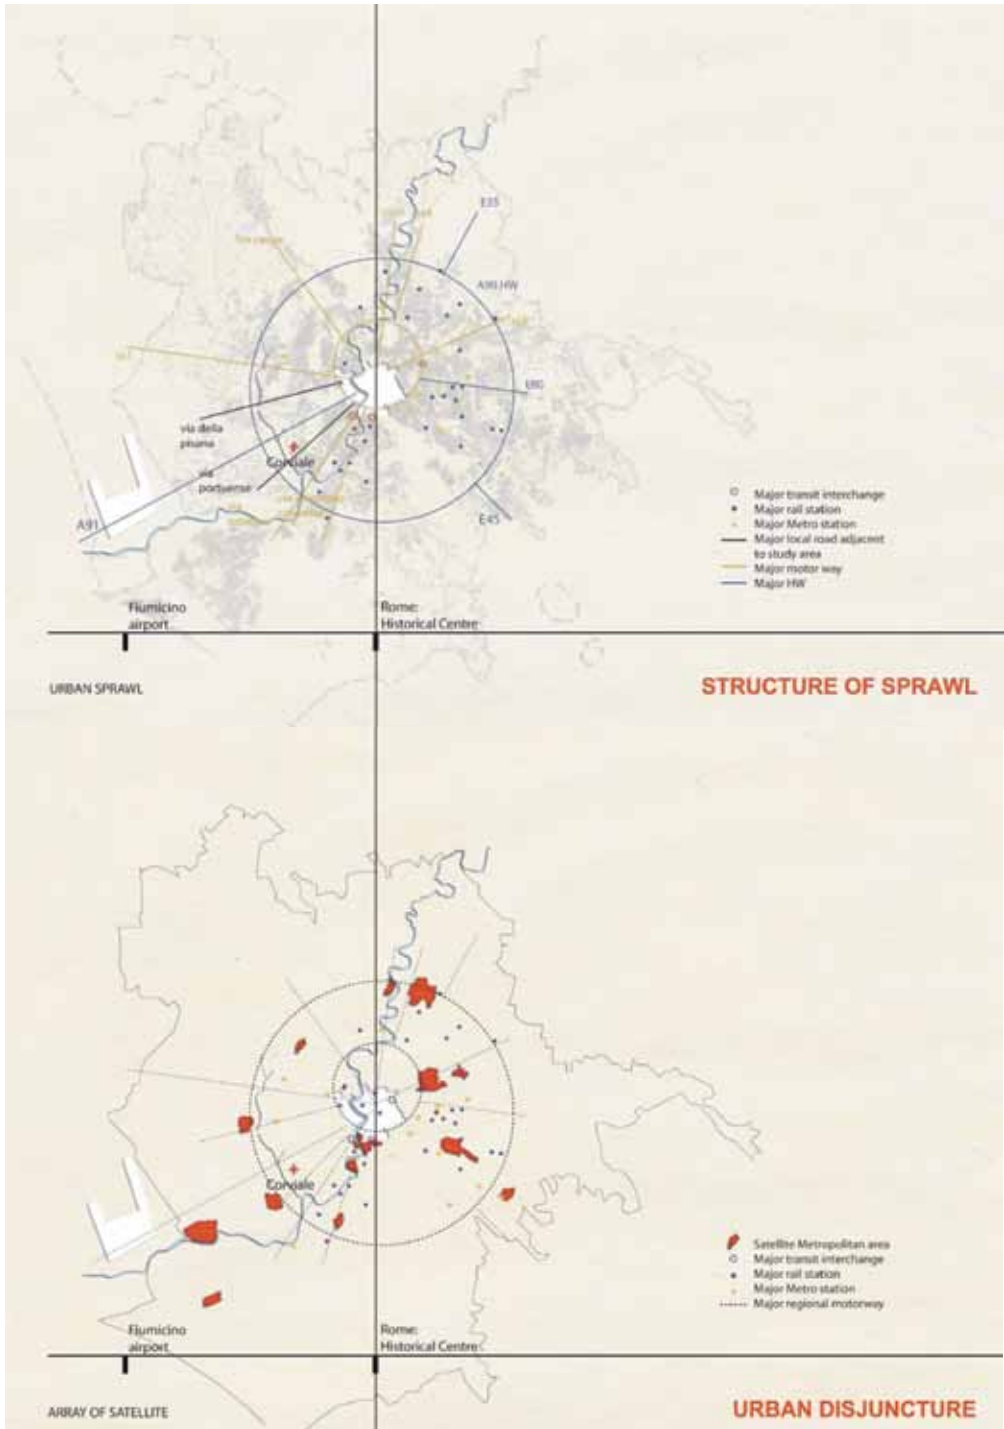 E35
A90.HW
E80
via della
pisana
Corviale
via
portuense
A91
E45
Major transit interchange
Major rail station
Major Metro station
Major local road adjacent
to study area
Major motor way
Major HW
Fiumicino
airport
Rome:
Historical Centre
URBAN SPRAWL
STRUCTURE OF SPRAWL
Corviale
Satellite Metropolitan area
Major transit interchange
Major rail station
Major Metro station
Major regional motorway
Fiumicino
airport
Rome:
Historical Centre
ARRAY OF SATELLITE
URBAN DISJUNCTURE